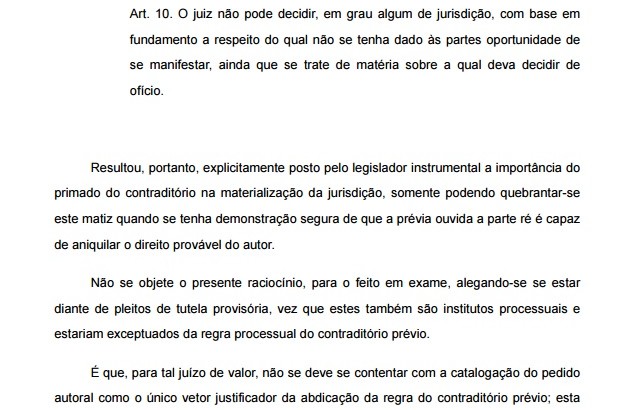 Art. 10. O juiz não pode decidir, em grau algum de jurisdição, com base em
fundamento a respeito do qual não se tenha dado às partes oportunidade de
se manifestar, ainda que se trate de matéria sobre a qual deva decidir de
ofício.
Resultou, portanto, explicitamente posto pelo legislador instrumental a importância do
primado do contraditório na materialização da jurisdição, somente podendo quebrantar-se
este matiz quando se tenha demonstração segura de que a prévia ouvida a parte ré é capaz
de aniquilar o direito provável do autor.
Não se objete o presente raciocínio, para o feito em exame, alegando-se se estar
diante de pleitos de tutela provisória, vez que estes também são institutos processuais e
estariam exceptuados da regra processual do contraditório prévio.
É que, para tal juízo de valor, não se deve se contentar com a catalogação do pedido
autoral como o único vetor justificador da abdicação da regra do contraditório prévio; esta